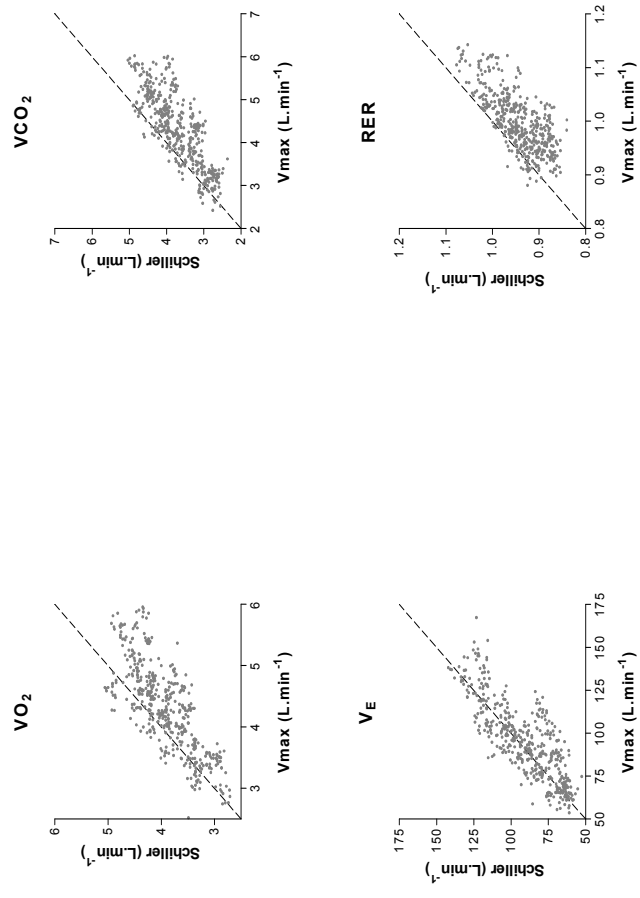 VO₂
Schiller (L.min⁻¹)
6
5
4
3
3 4 5 6
Vmax (L.min⁻¹)
VCO₂
Schiller (L.min⁻¹)
7
6
5
4
3
2
2 3 4 5 6 7
Vmax (L.min⁻¹)
V_E
Schiller (L.min⁻¹)
175
150
125
100
75
50
50 75 100 125 150 175
Vmax (L.min⁻¹)
RER
Schiller (L.min⁻¹)
1.2
1.1
1.0
0.9
0.8
0.8 0.9 1.0 1.1 1.2
Vmax (L.min⁻¹)